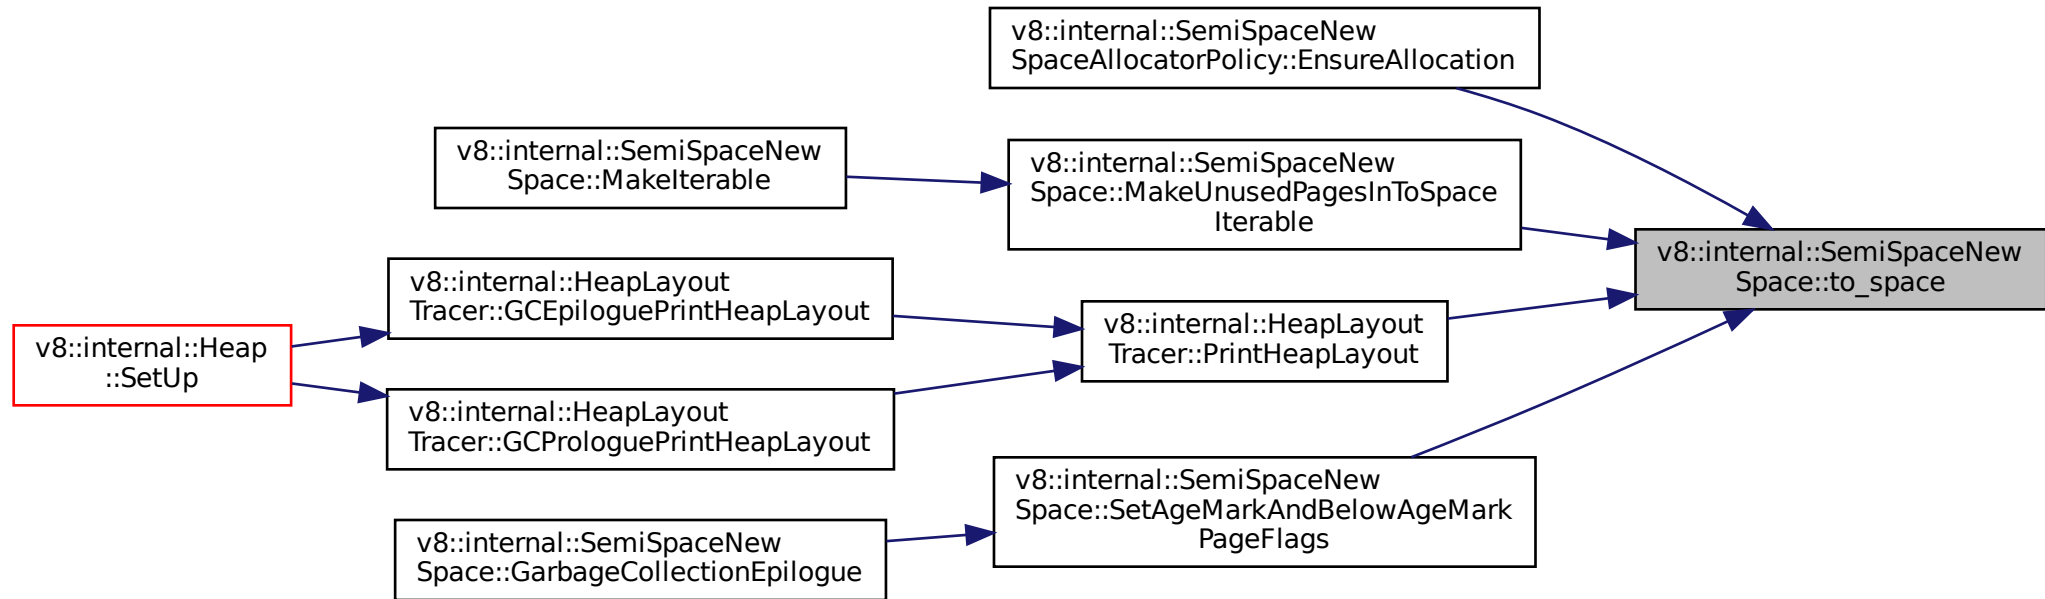 v8::internal::SemiSpaceNew
SpaceAllocatorPolicy::EnsureAllocation
v8::internal::SemiSpaceNew
Space::MakeIterable
v8::internal::SemiSpaceNew
Space::MakeUnusedPagesInToSpace
Iterable
v8::internal::SemiSpaceNew
Space::to_space
v8::internal::HeapLayout
Tracer::GCEpiloguePrintHeapLayout
v8::internal::HeapLayout
Tracer::PrintHeapLayout
v8::internal::Heap
::SetUp
v8::internal::HeapLayout
Tracer::GCProloguePrintHeapLayout
v8::internal::SemiSpaceNew
Space::SetAgeMarkAndBelowAgeMark
PageFlags
v8::internal::SemiSpaceNew
Space::GarbageCollectionEpilogue